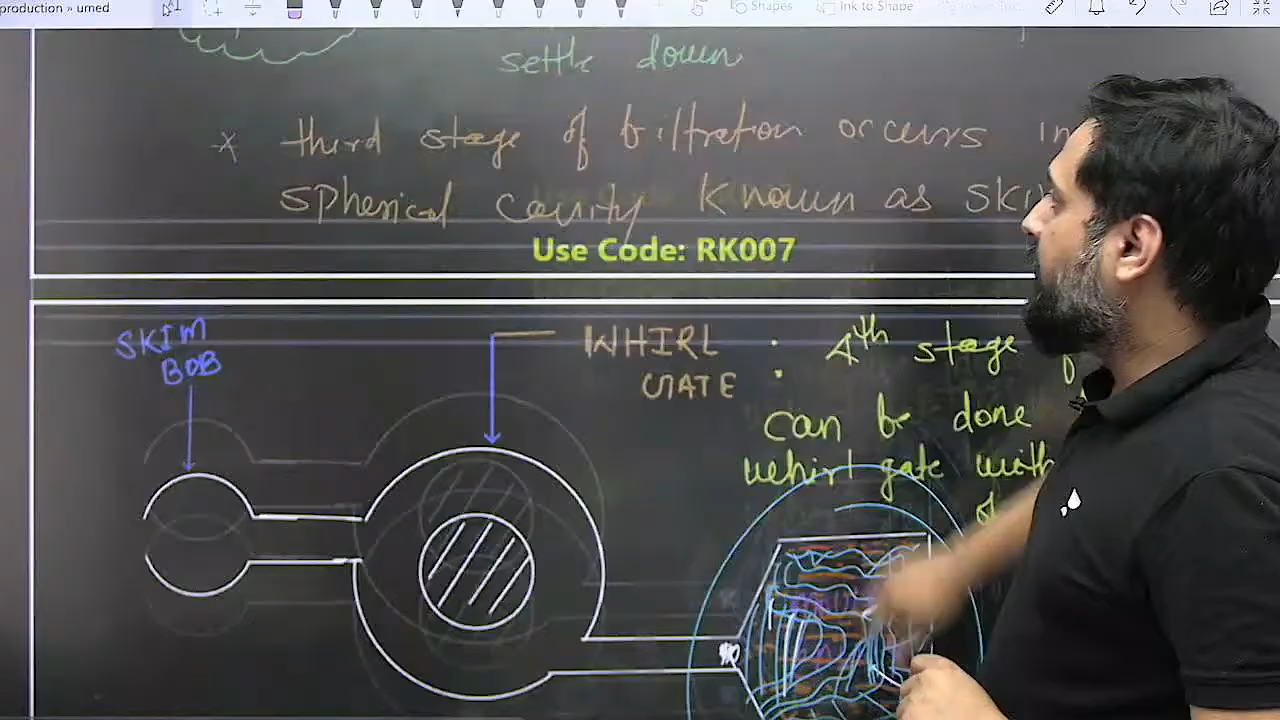 production » umed
Shapes
Ink to Shape
settle down
* third stage of filtration occurs in
spherical cavity known as
Use Code: RK007
SKIM
BOB
WHIRL
GATE
: 4th stage
can be done
whirl gate with